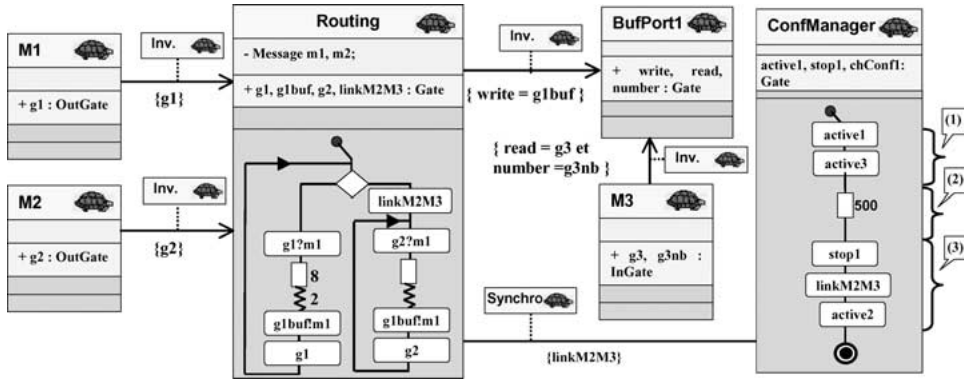 M1
+ g1 : OutGate
Inv.
{g1}
M2
+ g2 : OutGate
Inv.
{g2}
Routing
- Message m1, m2;
+ g1, g1buf, g2, linkM2M3 : Gate
linkM2M3
g1?m1
g2?m1
8
2
g1buf!m1
g1buf!m1
g1
g2
Inv.
{ write = g1buf }
BufPort1
+ write, read,
number : Gate
{ read = g3 et
number =g3nb }
Inv.
M3
+ g3, g3nb :
InGate
Synchro
{linkM2M3}
ConfManager
active1, stop1, chConf1:
Gate
active1
active3
500
stop1
linkM2M3
active2
(1)
(2)
(3)